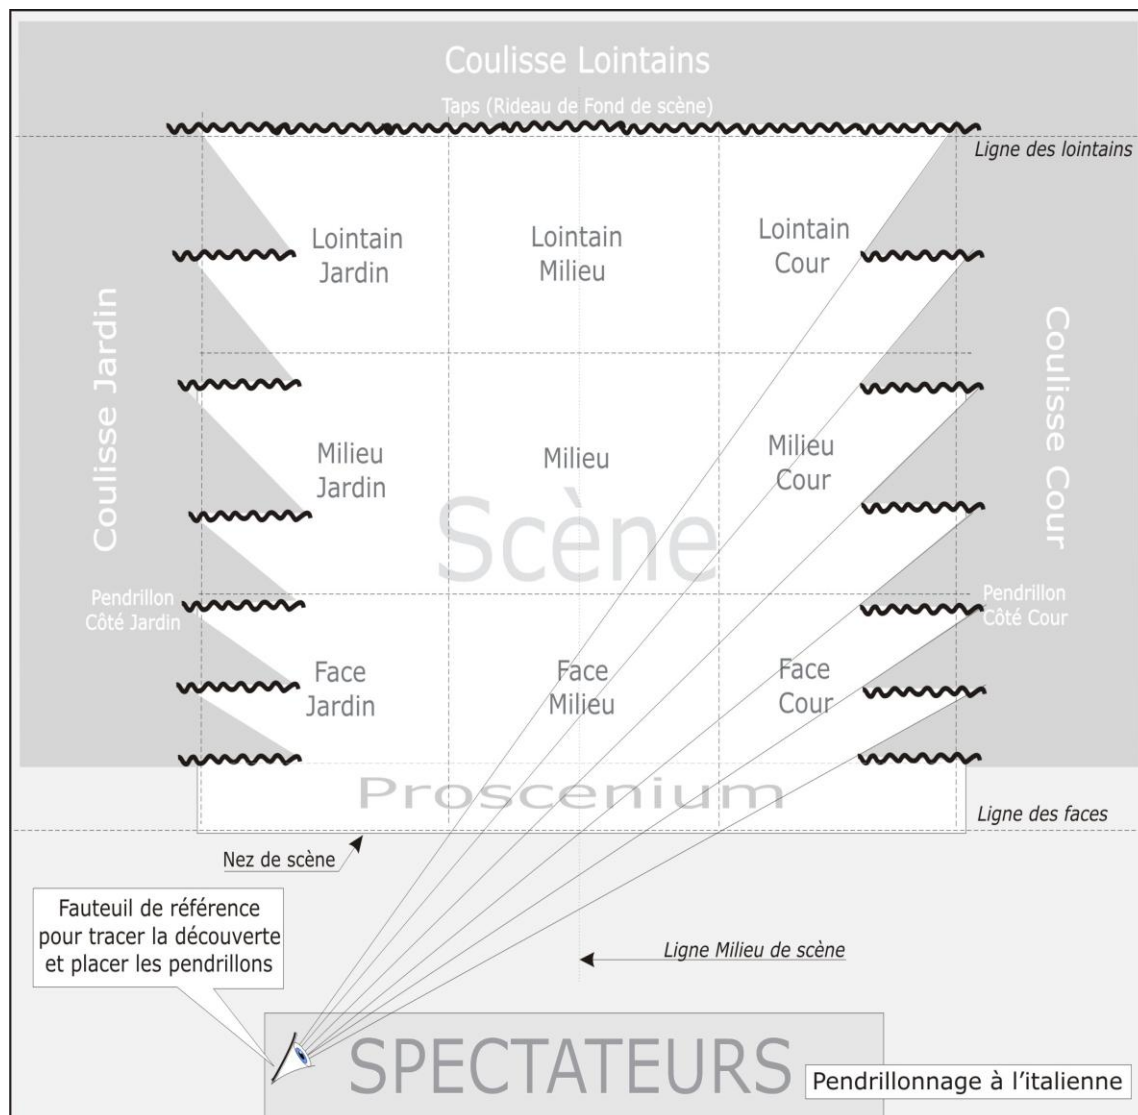 Coulisse Lointains
Taps (Rideau de Fond de scène)
Ligne des lointains
Lointain
Jardin
Lointain
Milieu
Lointain
Cour
Coulisse Jardin
Coulisse Cour
Milieu
Jardin
Milieu
Milieu
Cour
Scène
Pendrillon
Côté Jardin
Pendrillon
Côté Cour
Face
Jardin
Face
Milieu
Face
Cour
Proscenium
Ligne des faces
Nez de scène
Fauteuil de référence
pour tracer la découverte
et placer les pendrillons
Ligne Milieu de scène
SPECTATEURS
Pendrillonnage à l'italienne